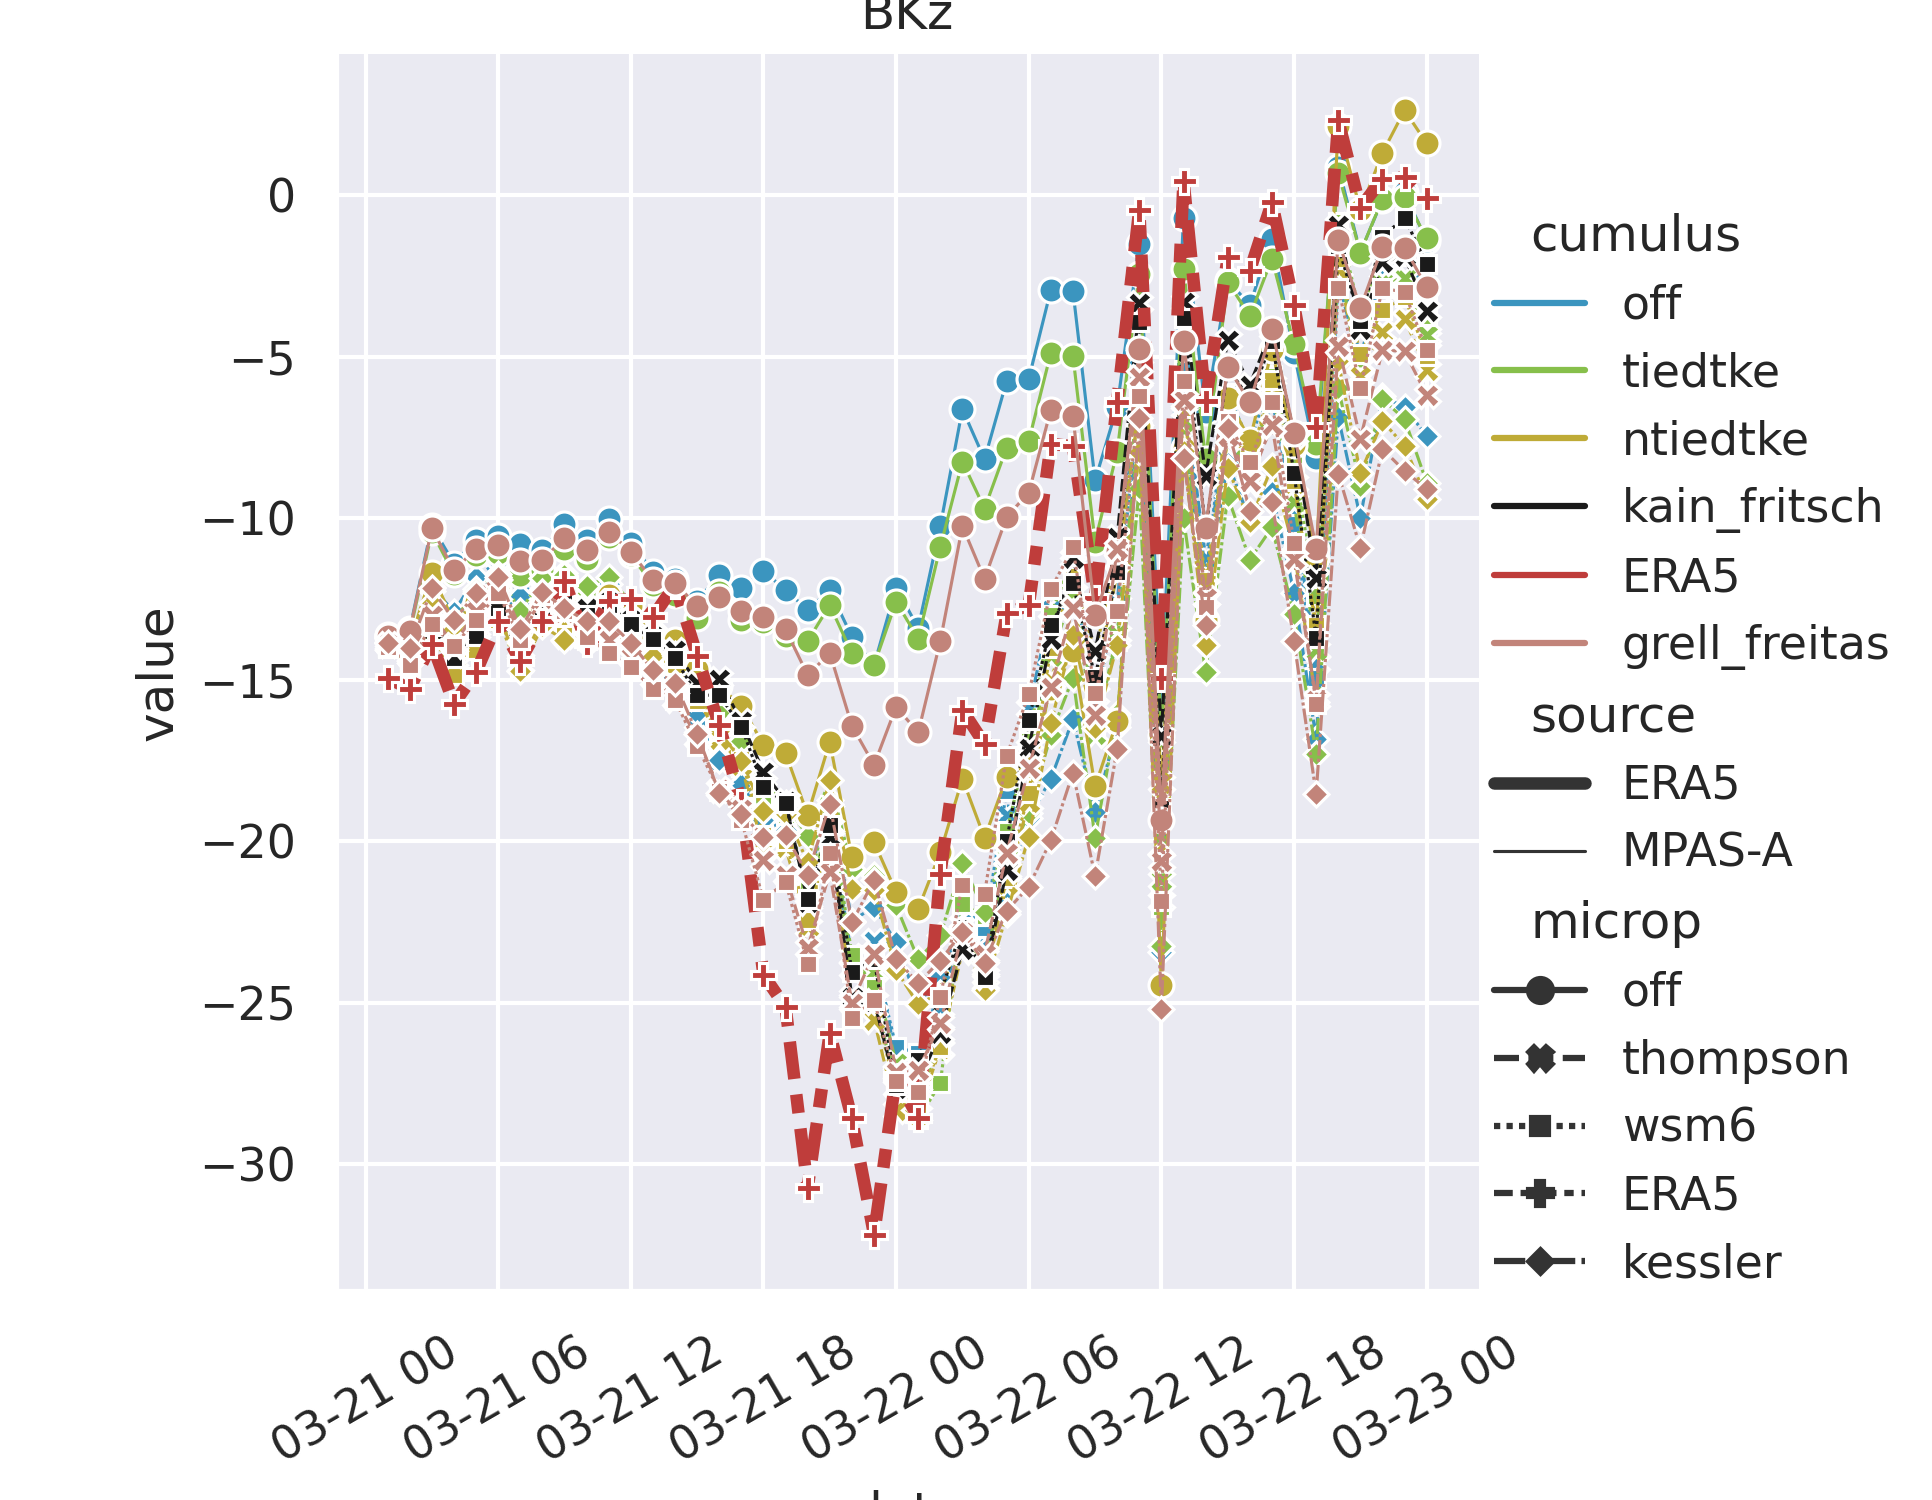 BKz
0
−5
−10
−15
−20
−25
−30
value
03-21 00
03-21 06
03-21 12
03-21 18
03-22 00
03-22 06
03-22 12
03-22 18
03-23 00
cumulus
off
tiedtke
ntiedtke
kain_fritsch
ERA5
grell_freitas
source
ERA5
MPAS-A
microp
off
thompson
wsm6
ERA5
kessler